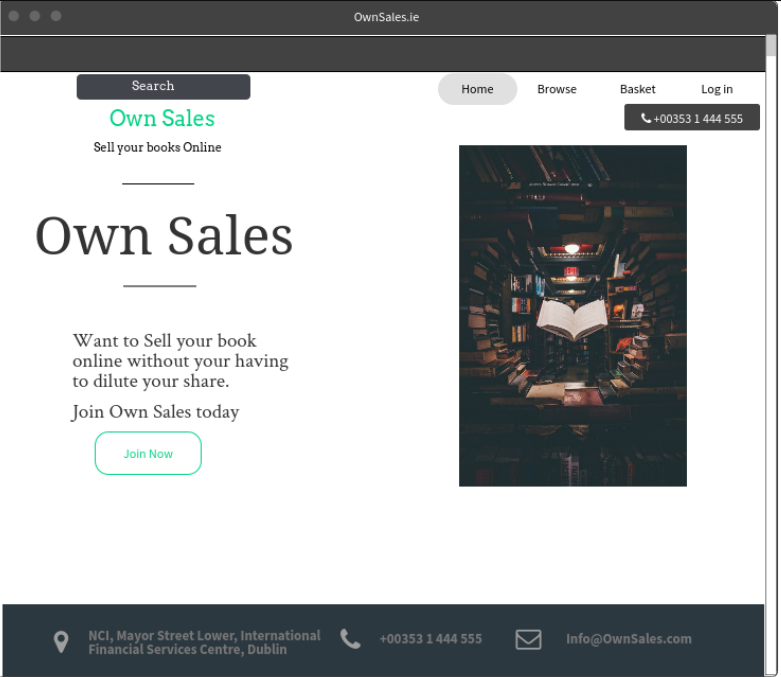 OwnSales.ie
Search
Home
Browse
Basket
Log in
Own Sales
+00353 1 444 555
Sell your books Online
Own Sales
Want to Sell your book
online without your having
to dilute your share.
Join Own Sales today
Join Now
NCI, Mayor Street Lower, International
Financial Services Centre, Dublin
+00353 1 444 555
Info@OwnSales.com